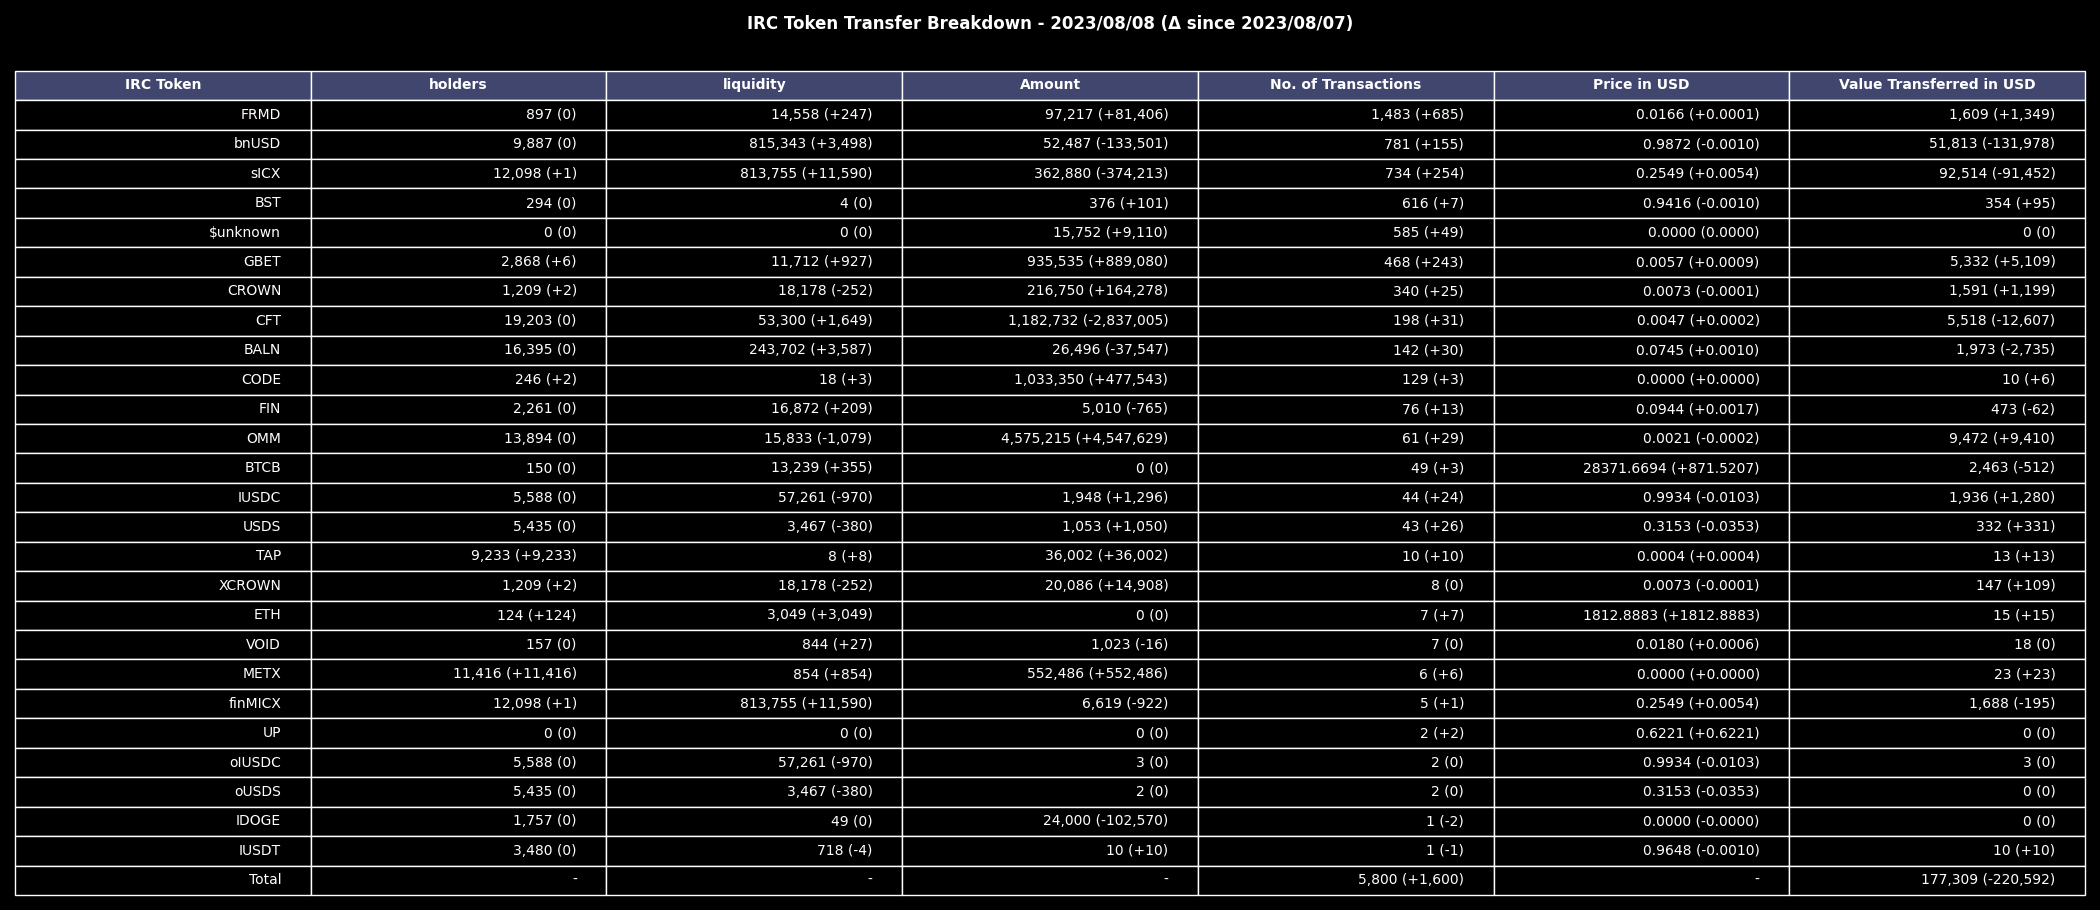 IRC Token Transfer Breakdown - 2023/08/08 (Δ since 2023/08/07)
IRC Token holders liquidity Amount No. of Transactions Price in USD Value Transferred in USD
FRMD 897 (0) 14,558 (+247) 97,217 (+81,406) 1,483 (+685) 0.0166 (+0.0001) 1,609 (+1,349)
bnUSD 9,887 (0) 815,343 (+3,498) 52,487 (-133,501) 781 (+155) 0.9872 (-0.0010) 51,813 (-131,978)
sICX 12,098 (+1) 813,755 (+11,590) 362,880 (-374,213) 734 (+254) 0.2549 (+0.0054) 92,514 (-91,452)
BST 294 (0) 4 (0) 376 (+101) 616 (+7) 0.9416 (-0.0010) 354 (+95)
$unknown 0 (0) 0 (0) 15,752 (+9,110) 585 (+49) 0.0000 (0.0000) 0 (0)
GBET 2,868 (+6) 11,712 (+927) 935,535 (+889,080) 468 (+243) 0.0057 (+0.0009) 5,332 (+5,109)
CROWN 1,209 (+2) 18,178 (-252) 216,750 (+164,278) 340 (+25) 0.0073 (-0.0001) 1,591 (+1,199)
CFT 19,203 (0) 53,300 (+1,649) 1,182,732 (-2,837,005) 198 (+31) 0.0047 (+0.0002) 5,518 (-12,607)
BALN 16,395 (0) 243,702 (+3,587) 26,496 (-37,547) 142 (+30) 0.0745 (+0.0010) 1,973 (-2,735)
CODE 246 (+2) 18 (+3) 1,033,350 (+477,543) 129 (+3) 0.0000 (+0.0000) 10 (+6)
FIN 2,261 (0) 16,872 (+209) 5,010 (-765) 76 (+13) 0.0944 (+0.0017) 473 (-62)
OMM 13,894 (0) 15,833 (-1,079) 4,575,215 (+4,547,629) 61 (+29) 0.0021 (-0.0002) 9,472 (+9,410)
BTCB 150 (0) 13,239 (+355) 0 (0) 49 (+3) 28371.6694 (+871.5207) 2,463 (-512)
IUSDC 5,588 (0) 57,261 (-970) 1,948 (+1,296) 44 (+24) 0.9934 (-0.0103) 1,936 (+1,280)
USDS 5,435 (0) 3,467 (-380) 1,053 (+1,050) 43 (+26) 0.3153 (-0.0353) 332 (+331)
TAP 9,233 (+9,233) 8 (+8) 36,002 (+36,002) 10 (+10) 0.0004 (+0.0004) 13 (+13)
XCROWN 1,209 (+2) 18,178 (-252) 20,086 (+14,908) 8 (0) 0.0073 (-0.0001) 147 (+109)
ETH 124 (+124) 3,049 (+3,049) 0 (0) 7 (+7) 1812.8883 (+1812.8883) 15 (+15)
VOID 157 (0) 844 (+27) 1,023 (-16) 7 (0) 0.0180 (+0.0006) 18 (0)
METX 11,416 (+11,416) 854 (+854) 552,486 (+552,486) 6 (+6) 0.0000 (+0.0000) 23 (+23)
finMICX 12,098 (+1) 813,755 (+11,590) 6,619 (-922) 5 (+1) 0.2549 (+0.0054) 1,688 (-195)
UP 0 (0) 0 (0) 0 (0) 2 (+2) 0.6221 (+0.6221) 0 (0)
oIUSDC 5,588 (0) 57,261 (-970) 3 (0) 2 (0) 0.9934 (-0.0103) 3 (0)
oUSDS 5,435 (0) 3,467 (-380) 2 (0) 2 (0) 0.3153 (-0.0353) 0 (0)
IDOGE 1,757 (0) 49 (0) 24,000 (-102,570) 1 (-2) 0.0000 (-0.0000) 0 (0)
IUSDT 3,480 (0) 718 (-4) 10 (+10) 1 (-1) 0.9648 (-0.0010) 10 (+10)
Total - - - 5,800 (+1,600) - 177,309 (-220,592)